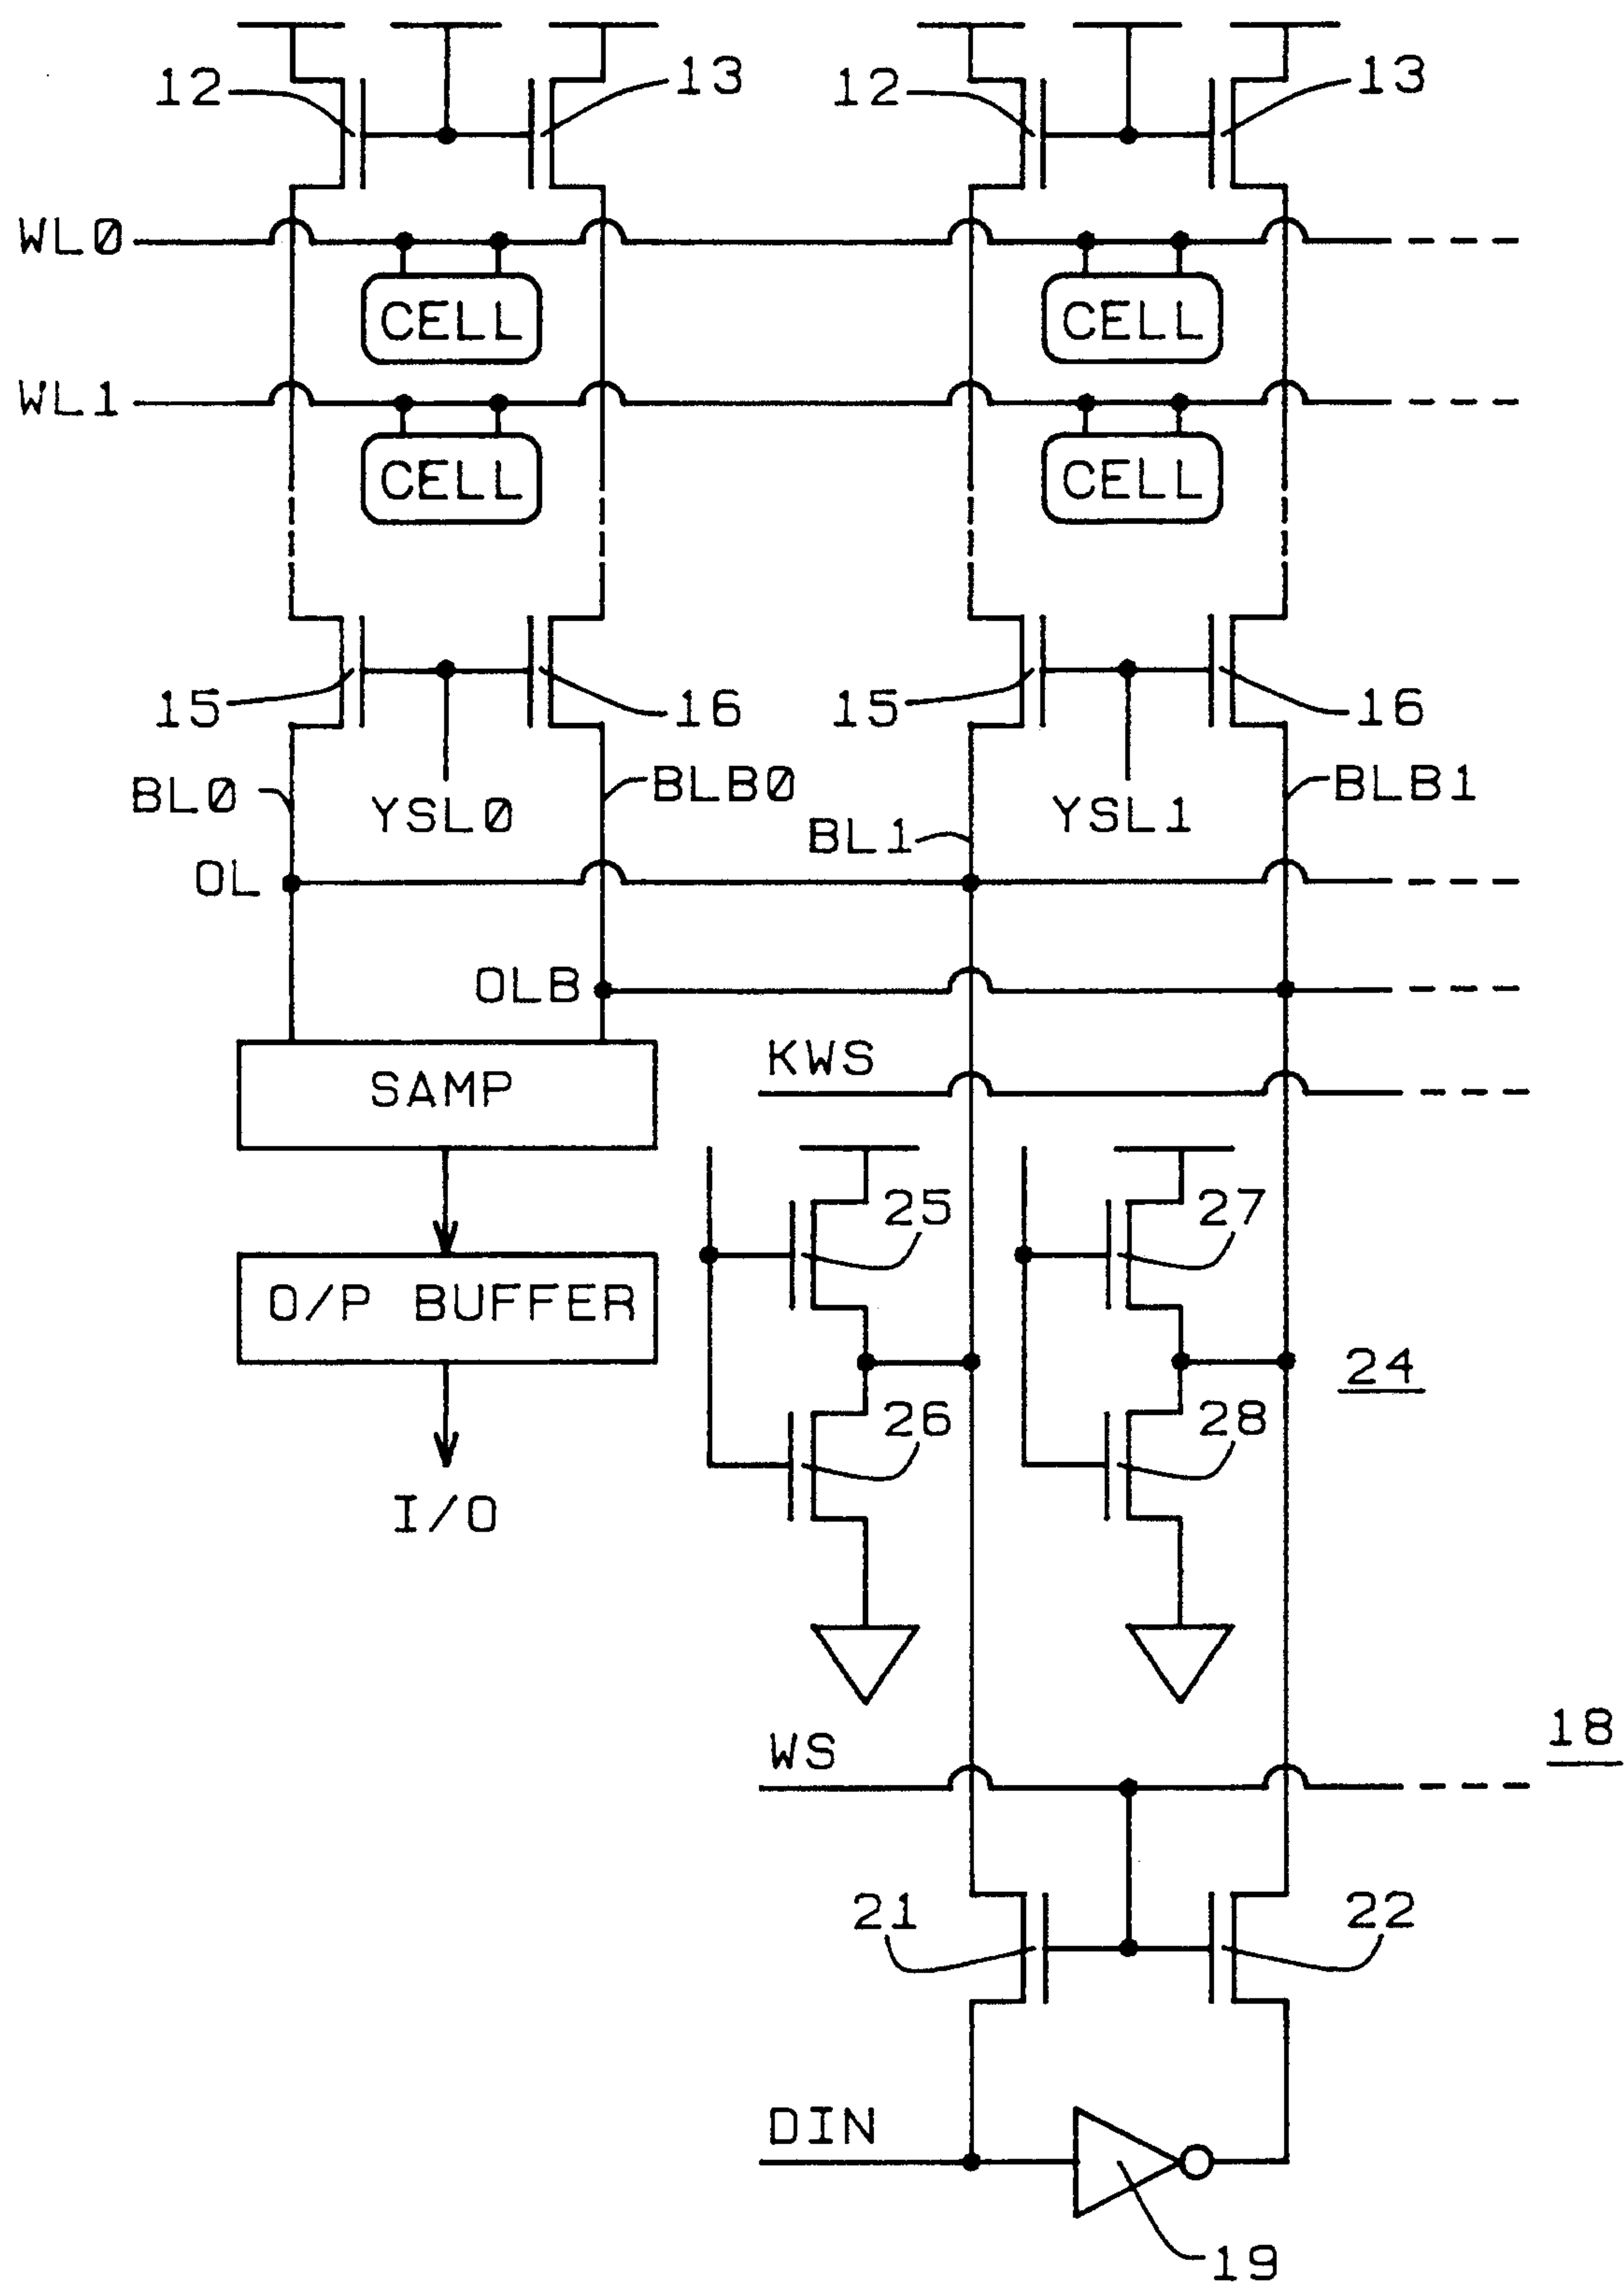 12 13 12 13
WL0
CELL CELL
WL1
CELL CELL
15 16 15 16
BL0 YSL0 BLB0 BL1 YSL1 BLB1
OL
OLB
KWS
SAMP
25 27
O/P BUFFER
24
26 28
I/O
WS 18
21 22
DIN
19